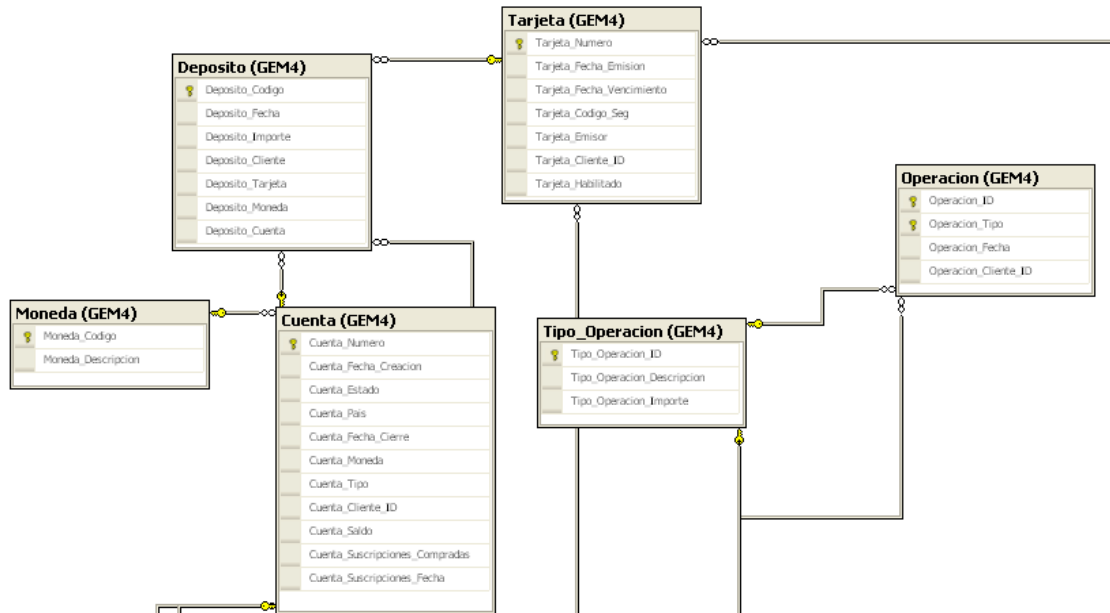 Tarjeta (GEM4)
Tarjeta_Numero
Tarjeta_Fecha_Emision
Tarjeta_Fecha_Vencimiento
Tarjeta_Codigo_Seg
Tarjeta_Emisor
Tarjeta_Cliente_ID
Tarjeta_Habilitado
Deposito (GEM4)
Deposito_Codigo
Deposito_Fecha
Deposito_Importe
Deposito_Cliente
Deposito_Tarjeta
Deposito_Moneda
Deposito_Cuenta
Operacion (GEM4)
Operacion_ID
Operacion_Tipo
Operacion_Fecha
Operacion_Cliente_ID
Moneda (GEM4)
Moneda_Codigo
Moneda_Descripcion
Cuenta (GEM4)
Cuenta_Numero
Cuenta_Fecha_Creacion
Cuenta_Estado
Cuenta_Pais
Cuenta_Fecha_Cierre
Cuenta_Moneda
Cuenta_Tipo
Cuenta_Cliente_ID
Cuenta_Saldo
Cuenta_Suscripciones_Compradas
Cuenta_Suscripciones_Fecha
Tipo_Operacion (GEM4)
Tipo_Operacion_ID
Tipo_Operacion_Descripcion
Tipo_Operacion_Importe